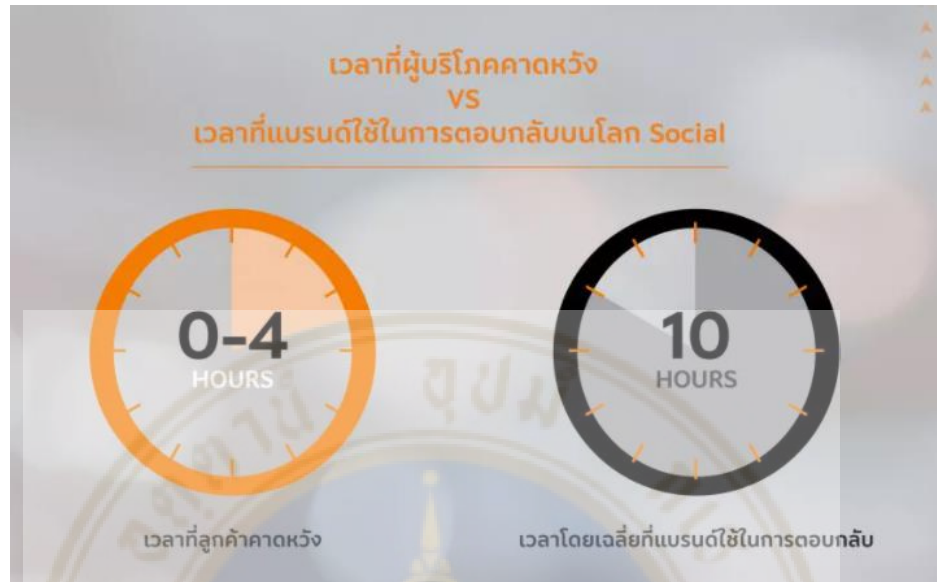 เวลาที่ผู้บริโภคคาดหวัง
VS
เวลาที่แบรนด์ใช้ในการตอบกลับบนโลก Social
0-4
HOURS
10
HOURS
เวลาที่ลูกค้าคาดหวัง
เวลาโดยเฉลี่ยที่แบรนด์ใช้ในการตอบกลับ